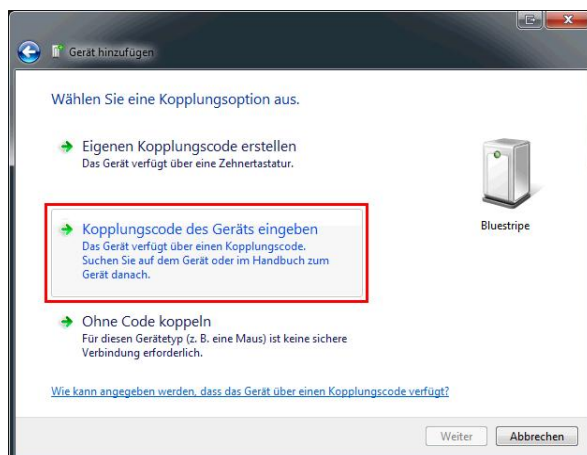 Gerät hinzufügen
Wählen Sie eine Kopplungsoption aus.
Eigenen Kopplungscode erstellen
Das Gerät verfügt über eine Zehnertastatur.
Kopplungscode des Geräts eingeben
Das Gerät verfügt über einen Kopplungscode.
Suchen Sie auf dem Gerät oder im Handbuch zum
Gerät danach.
Bluestripe
Ohne Code koppeln
Für diesen Gerätetyp (z. B. eine Maus) ist keine sichere
Verbindung erforderlich.
Wie kann angegeben werden, dass das Gerät über einen Kopplungscode verfügt?
Weiter
Abbrechen